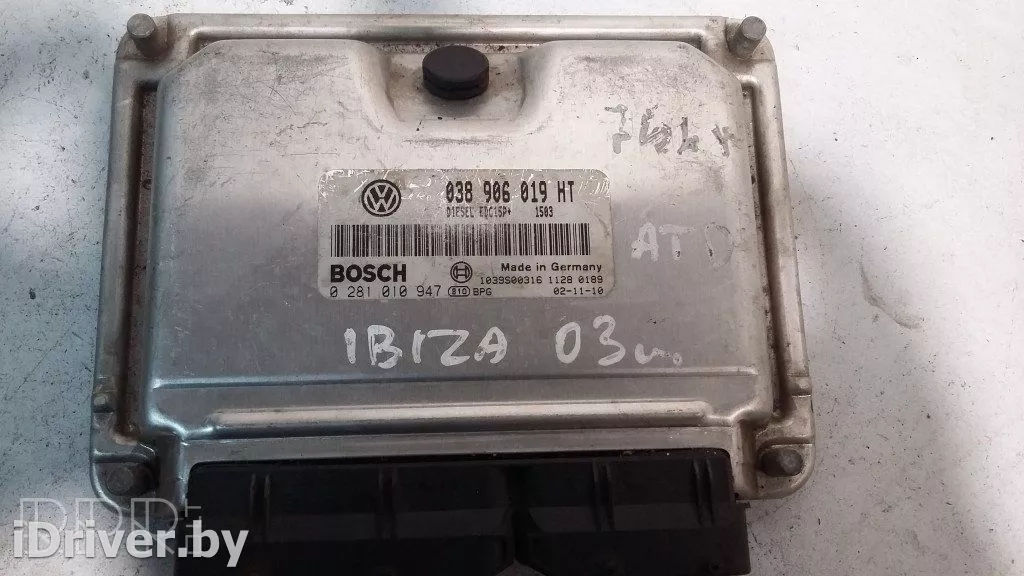 038 906 019 HT
DIESEL EDC15P+ 1503
BOSCH
Made in Germany
1039S00316 1128 0189
0 281 010 947 810 BPG 02-11-10
ATD
IBIZA 03
iDriver.by